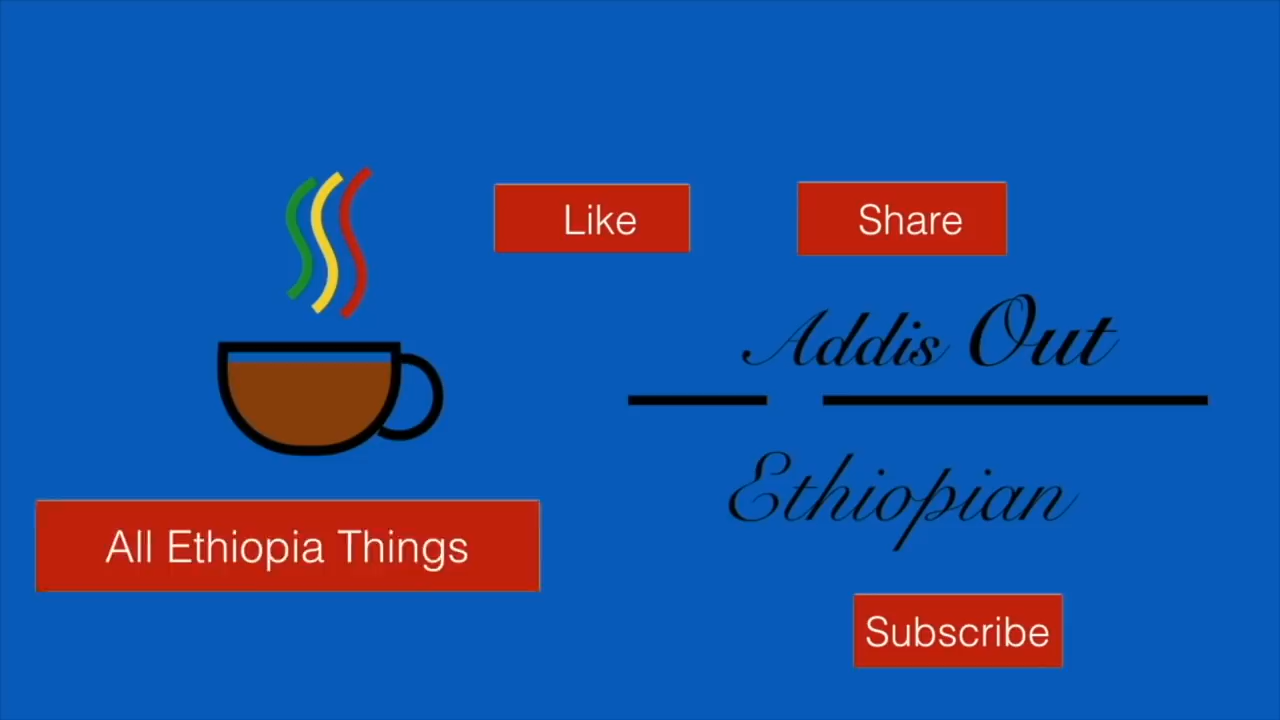 Like
Share
Addis Out
Ethiopian
All Ethiopia Things
Subscribe